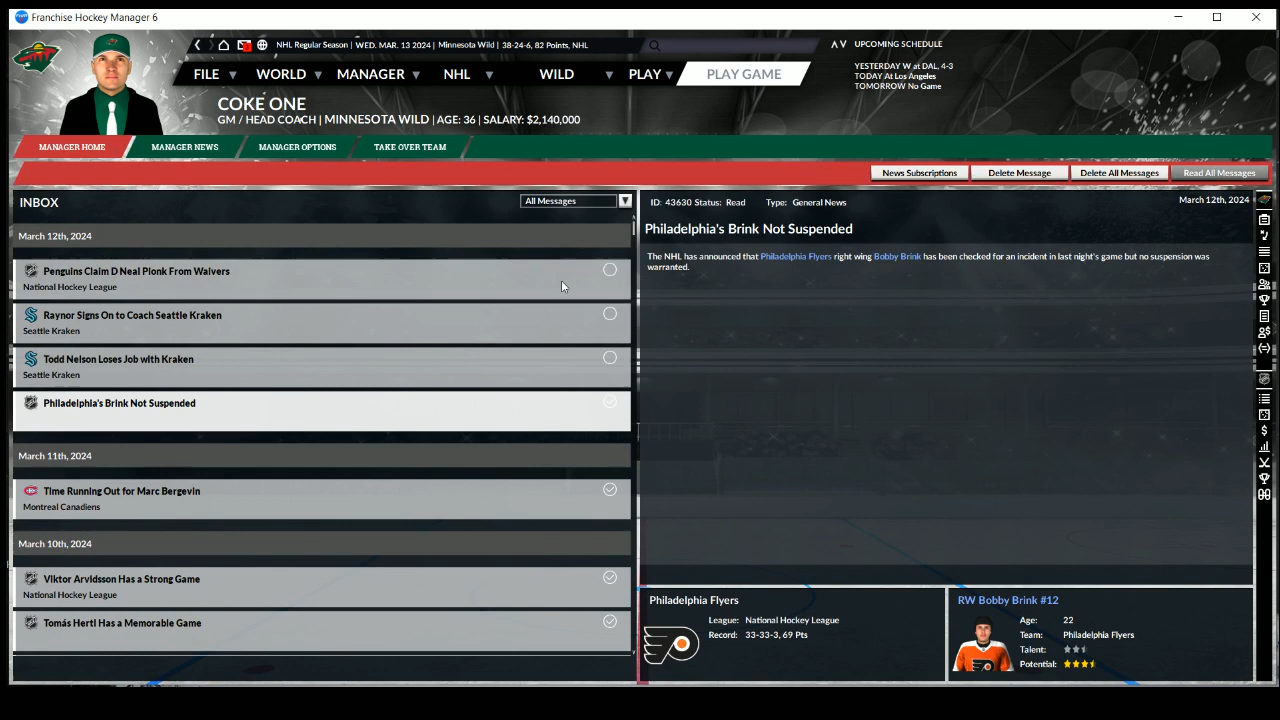 Franchise Hockey Manager 6
NHL Regular Season | WED. MAR. 13 2024 | Minnesota Wild | 38-24-6, 82 Points, NHL
FILE WORLD MANAGER NHL WILD PLAY PLAY GAME
UPCOMING SCHEDULE
YESTERDAY W at DAL, 4-3
TODAY At Los Angeles
TOMORROW No Game
COKE ONE
GM / HEAD COACH | MINNESOTA WILD | AGE: 36 | SALARY: $2,140,000
MANAGER HOME MANAGER NEWS MANAGER OPTIONS TAKE OVER TEAM
News Subscriptions Delete Message Delete All Messages Read All Messages
INBOX All Messages
March 12th, 2024
Penguins Claim D Neal Pionk From Waivers
National Hockey League
Raynor Signs On to Coach Seattle Kraken
Seattle Kraken
Todd Nelson Loses Job with Kraken
Seattle Kraken
Philadelphia's Brink Not Suspended
March 11th, 2024
Time Running Out for Marc Bergevin
Montreal Canadiens
March 10th, 2024
Viktor Arvidsson Has a Strong Game
National Hockey League
Tomás Hertl Has a Memorable Game
ID: 43630 Status: Read Type: General News March 12th, 2024
Philadelphia's Brink Not Suspended
The NHL has announced that Philadelphia Flyers right wing Bobby Brink has been checked for an incident in last night's game but no suspension was
warranted.
Philadelphia Flyers
League: National Hockey League
Record: 33-33-3, 69 Pts
RW Bobby Brink #12
Age: 22
Team: Philadelphia Flyers
Talent:
Potential: